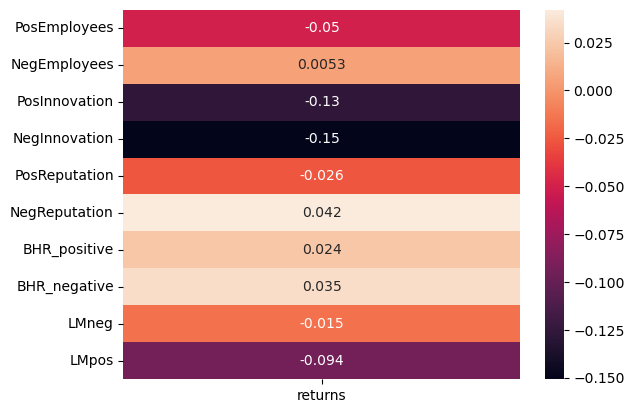 PosEmployees -0.05
NegEmployees 0.0053
PosInnovation -0.13
NegInnovation -0.15
PosReputation -0.026
NegReputation 0.042
BHR_positive 0.024
BHR_negative 0.035
LMneg -0.015
LMpos -0.094
returns
0.025
0.000
−0.025
−0.050
−0.075
−0.100
−0.125
−0.150